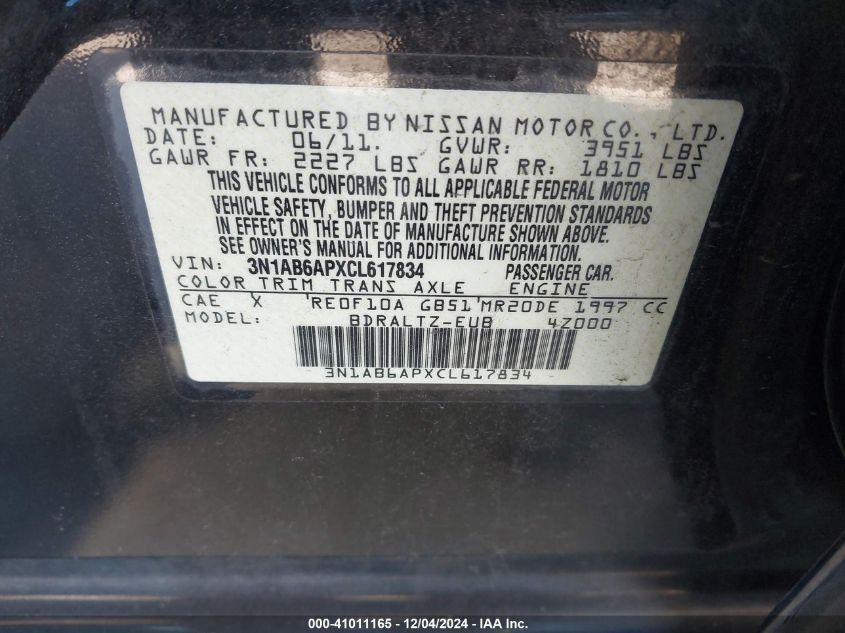 MANUFACTURED BY NISSAN MOTOR CO., LTD.
DATE: 06/11. GVWR: 3951 LBS
GAWR FR: 2227 LBS GAWR RR: 1810 LBS
THIS VEHICLE CONFORMS TO ALL APPLICABLE FEDERAL MOTOR
VEHICLE SAFETY, BUMPER AND THEFT PREVENTION STANDARDS
IN EFFECT ON THE DATE OF MANUFACTURE SHOWN ABOVE.
SEE OWNER'S MANUAL FOR ADDITIONAL INFORMATION.
VIN: 3N1AB6APXCL617834 PASSENGER CAR.
COLOR TRIM TRANS AXLE ENGINE
CAE X RE0F10A GB51 MR20DE 1997 CC
MODEL: BDRALTZ-EUB 4Z000
3N1AB6APXCL617834
000-41011165 - 12/04/2024 - IAA Inc.